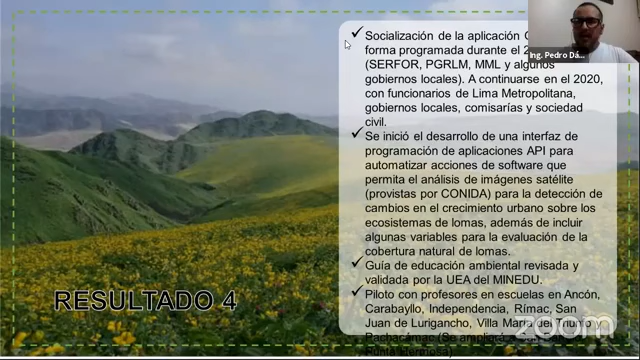 Socialización de la aplicación
forma programada durante el 2
(SERFOR, PGRLM, MML y algunos
gobiernos locales). A continuarse en el 2020,
con funcionarios de Lima Metropolitana,
gobiernos locales, comisarías y sociedad
civil.
Se inició el desarrollo de una interfaz de
programación de aplicaciones API para
automatizar acciones de software que
permita el análisis de imágenes satélite
(provistas por CONIDA) para la detección de
cambios en el crecimiento urbano sobre los
ecosistemas de lomas, además de incluir
algunas variables para la evaluación de la
cobertura natural de lomas.
Guía de educación ambiental revisada y
validada por la UEA del MINEDU.
Piloto con profesores en escuelas en Ancón,
Carabayllo, Independencia, Rímac, San
Juan de Lurigancho, Villa María del Triunfo y
Pachacámac (Se ampliará a
Punta Hermosa)
RESULTADO 4
Ing. Pedro Dá...
zoom